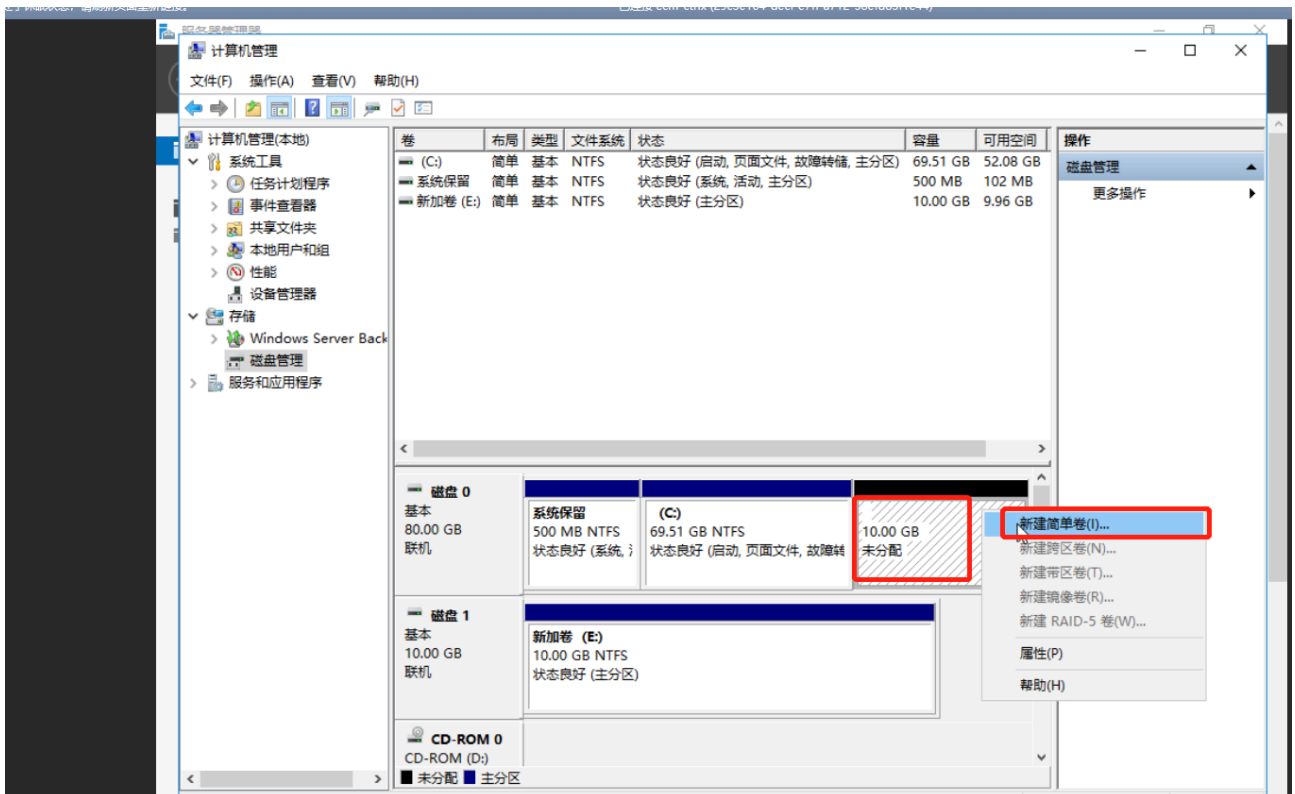 服务器管理器
计算机管理
文件(F) 操作(A) 查看(V) 帮助(H)
计算机管理(本地)
系统工具
任务计划程序
事件查看器
共享文件夹
本地用户和组
性能
设备管理器
存储
Windows Server Back
磁盘管理
服务和应用程序
卷 布局 类型 文件系统 状态 容量 可用空间
(C:) 简单 基本 NTFS 状态良好 (启动, 页面文件, 故障转储, 主分区) 69.51 GB 52.08 GB
系统保留 简单 基本 NTFS 状态良好 (系统, 活动, 主分区) 500 MB 102 MB
新加卷 (E:) 简单 基本 NTFS 状态良好 (主分区) 10.00 GB 9.96 GB
操作
磁盘管理
更多操作
磁盘 0
基本
80.00 GB
联机
系统保留
500 MB NTFS
状态良好 (系统,
(C:)
69.51 GB NTFS
状态良好 (启动, 页面文件, 故障转
10.00 GB
未分配
新建简单卷(I)...
新建跨区卷(N)...
新建带区卷(T)...
新建镜像卷(R)...
新建 RAID-5 卷(W)...
属性(P)
帮助(H)
磁盘 1
基本
10.00 GB
联机
新加卷 (E:)
10.00 GB NTFS
状态良好 (主分区)
CD-ROM 0
CD-ROM (D:)
未分配 主分区